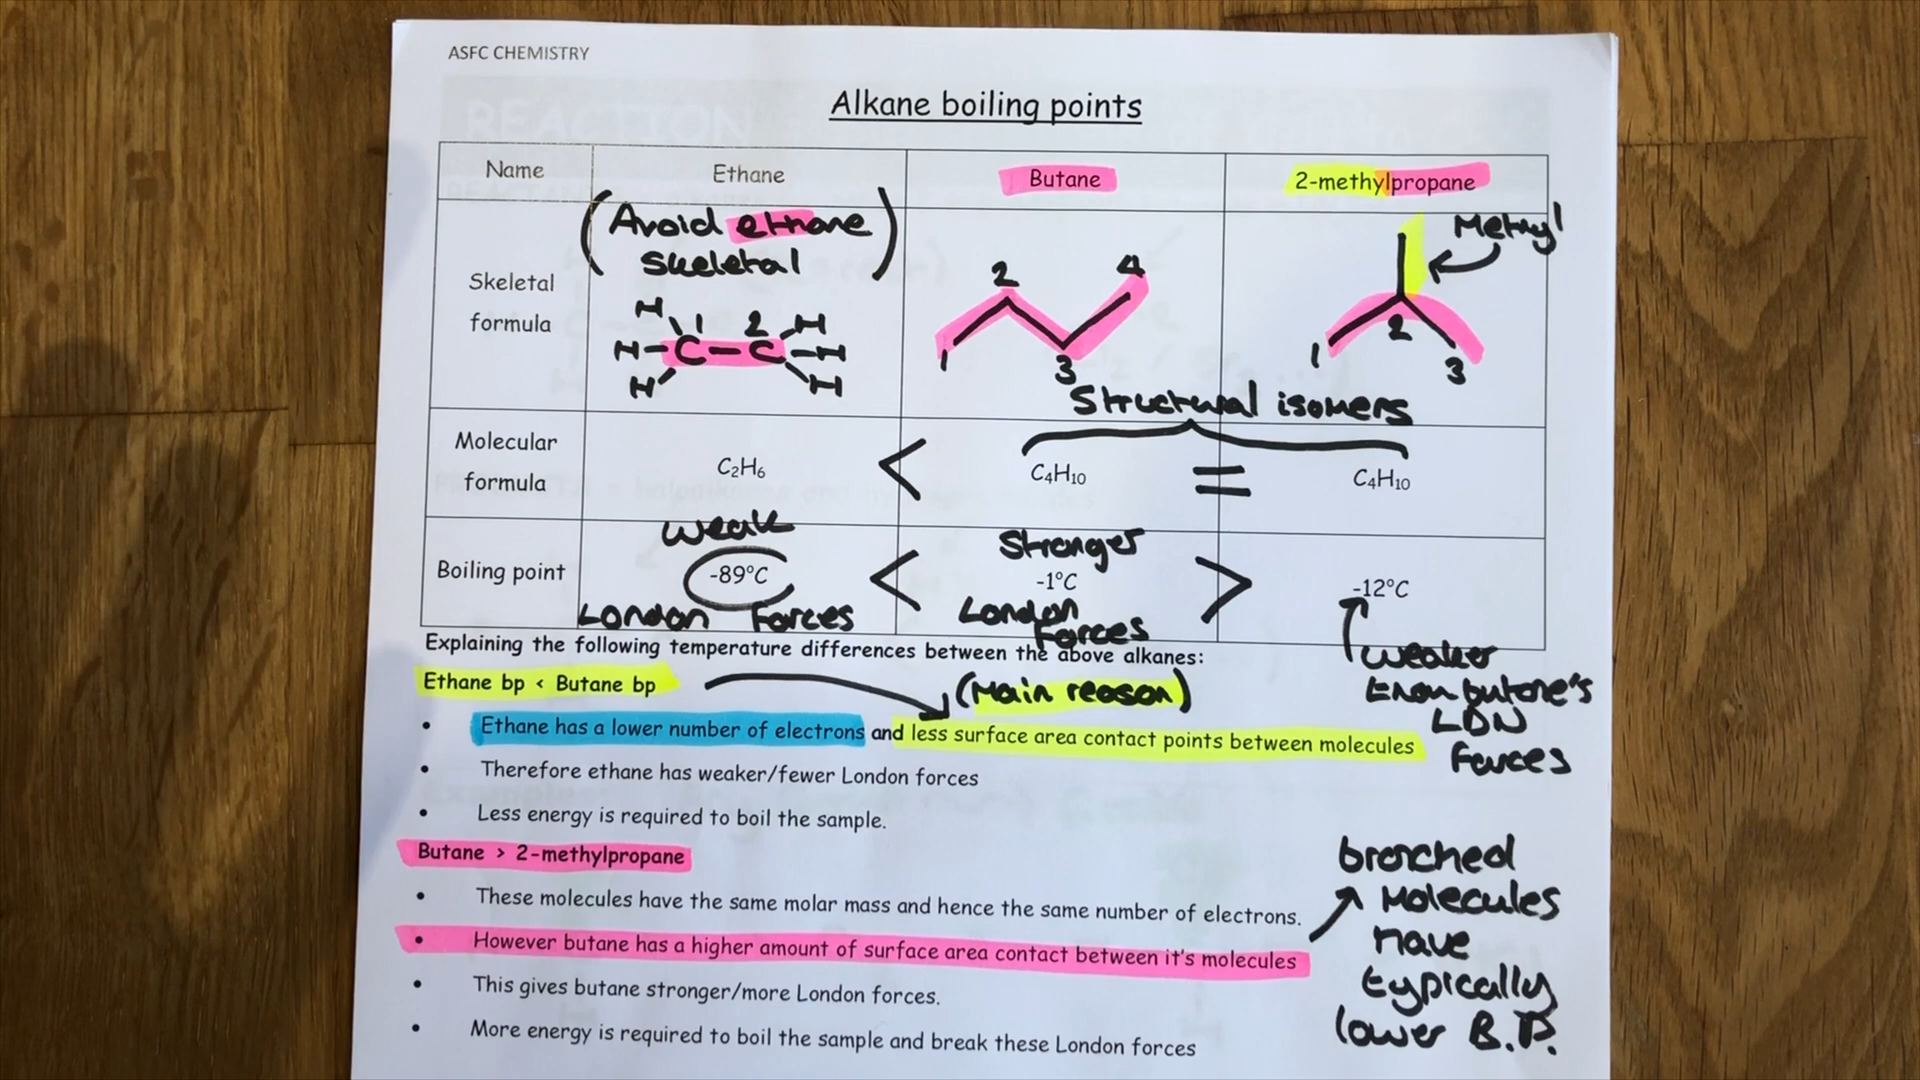 ASFC CHEMISTRY
Alkane boiling points
Name
Ethane
Butane
2-methylpropane
(Avoid ethane
skeletal)
Methyl
Skeletal
formula
H
1 2 H
H-C-C-H
H H
2 4
1 3
1 2 3
Structural isomers
Molecular
formula
C₂H₆
<
C₄H₁₀
=
C₄H₁₀
Boiling point
Weak
-89°C
London Forces
<
Stronger
-1°C
London
Forces
>
-12°C
weaker
than butane's
LDN
Forces
Explaining the following temperature differences between the above alkanes:
Ethane bp < Butane bp
(Main reason)
• Ethane has a lower number of electrons and less surface area contact points between molecules
• Therefore ethane has weaker/fewer London forces
• Less energy is required to boil the sample.
Butane > 2-methylpropane
• These molecules have the same molar mass and hence the same number of electrons.
• However butane has a higher amount of surface area contact between it's molecules
• This gives butane stronger/more London forces.
• More energy is required to boil the sample and break these London forces
branched
molecules
have
typically
lower B.P.